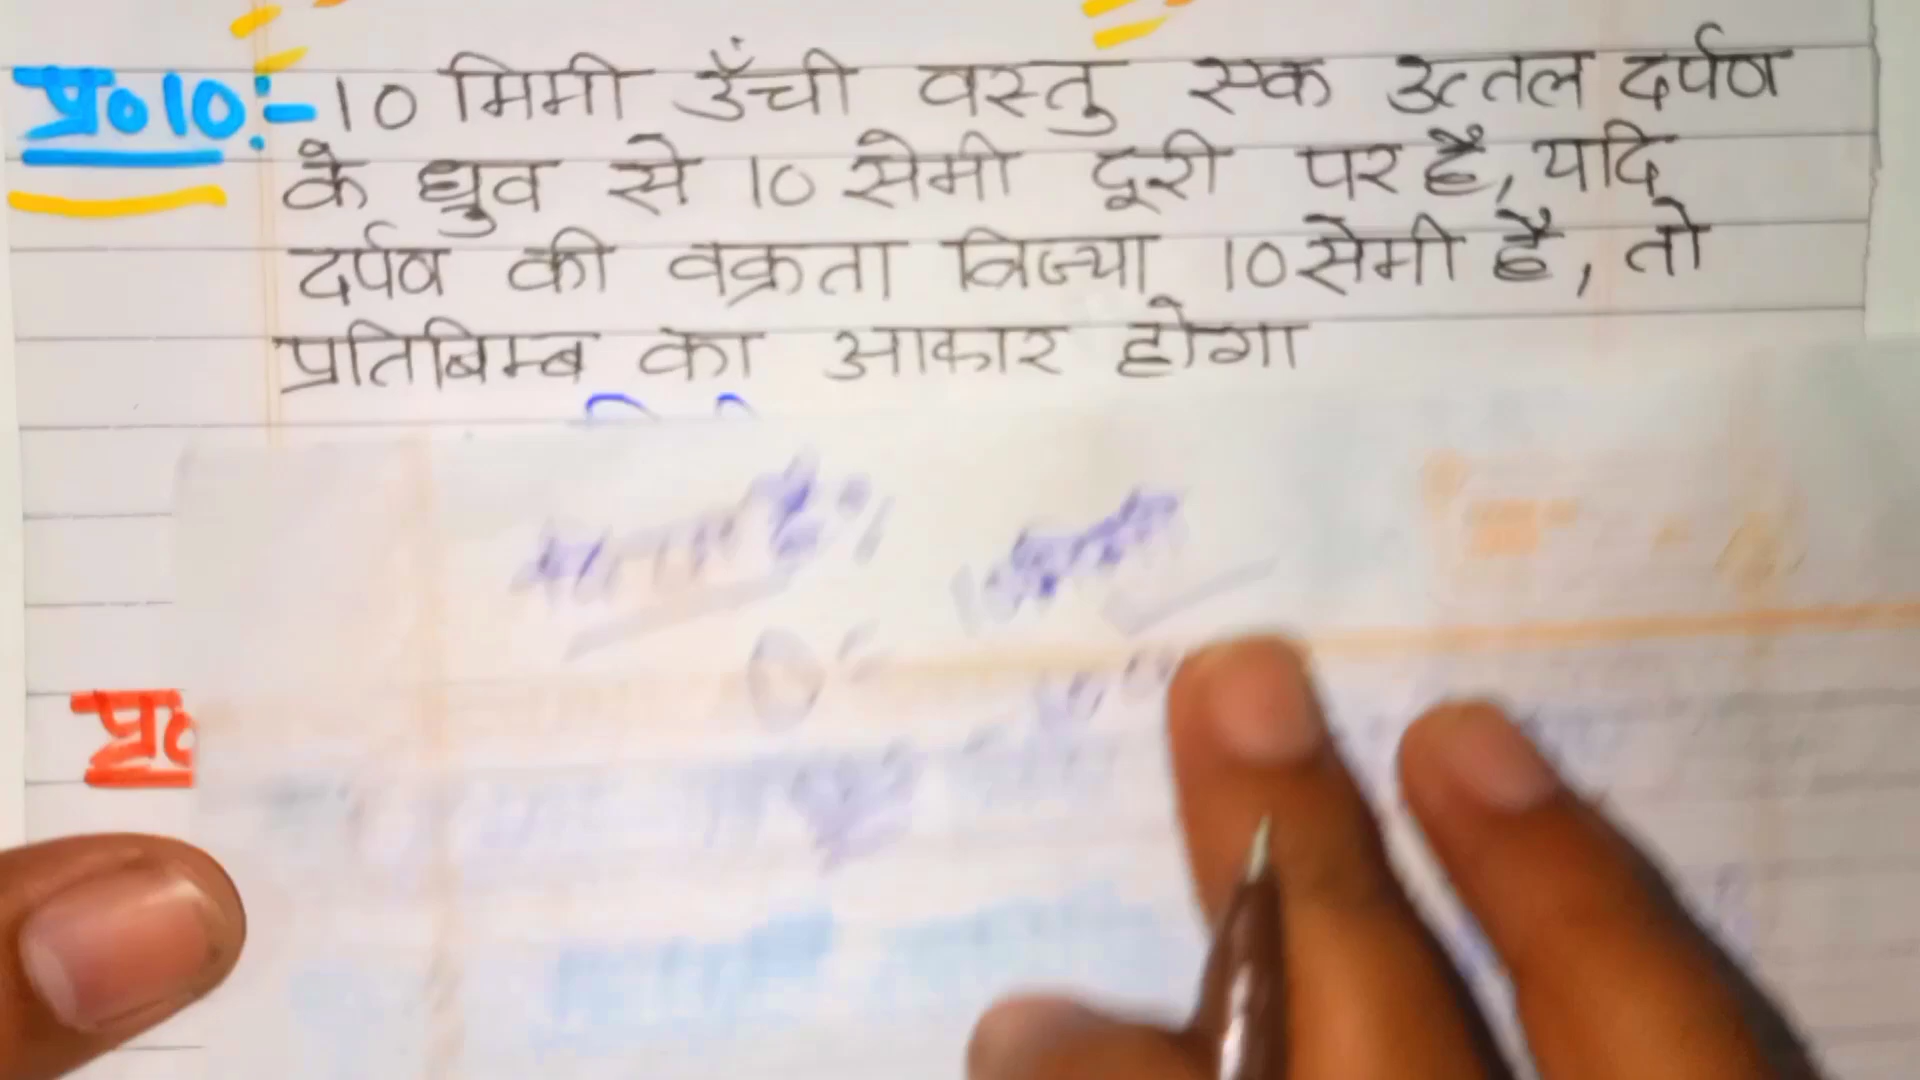 प्र०10:- 10 मिमी उँची वस्तु एक उत्तल दर्पण
के ध्रुव से 10 सेमी दूरी पर है, यदि
दर्पण की वक्रता त्रिज्या 10 सेमी है, तो
प्रतिबिम्ब का आकार होगा